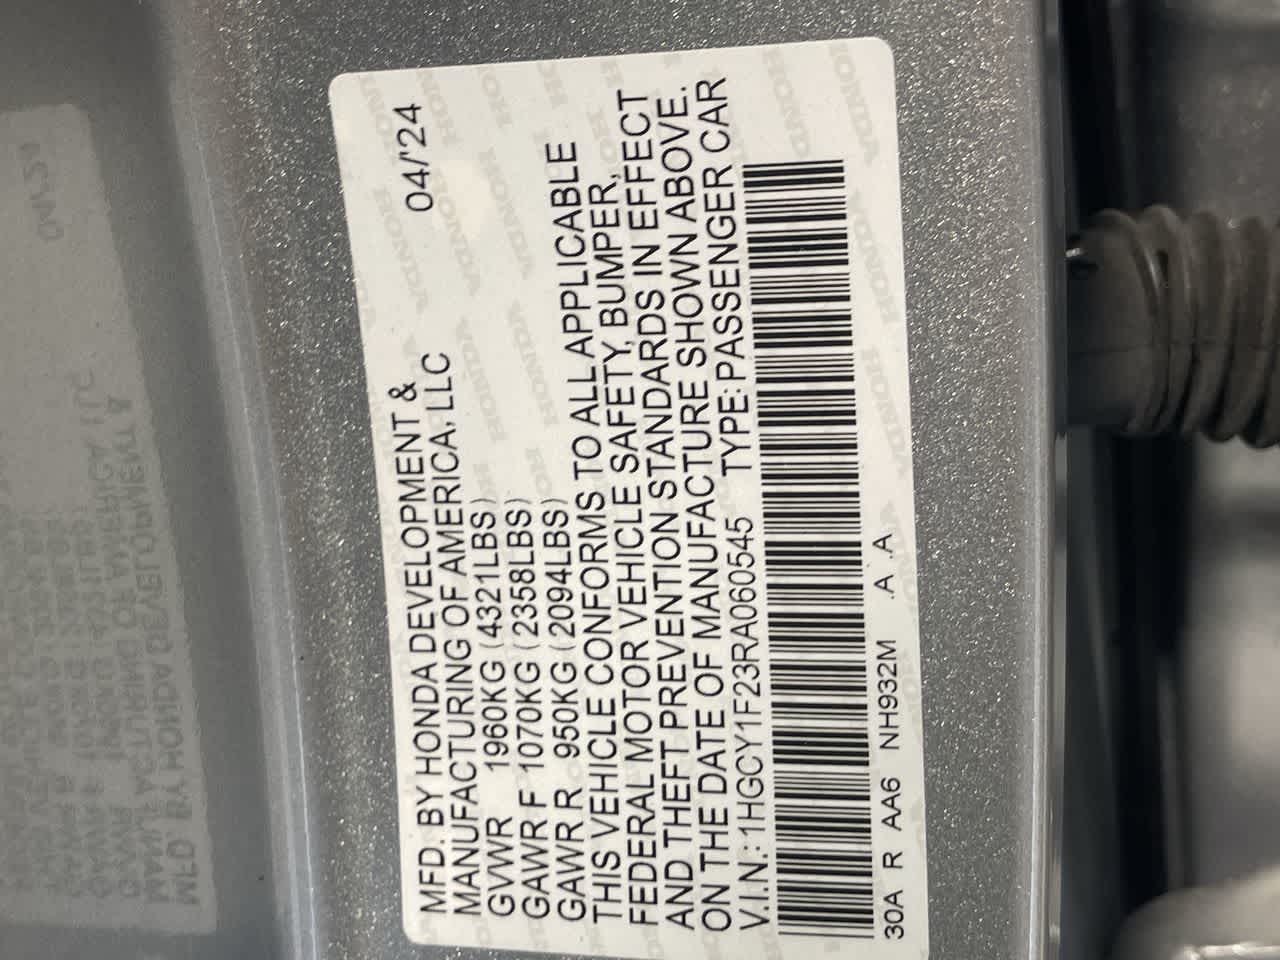 MFD. BY HONDA DEVELOPMENT &
MANUFACTURING OF AMERICA, LLC 04/'24
GVWR 1960KG (4321LBS)
GAWR F 1070KG (2358LBS)
GAWR R 950KG (2094LBS)
THIS VEHICLE CONFORMS TO ALL APPLICABLE
FEDERAL MOTOR VEHICLE SAFETY, BUMPER,
AND THEFT PREVENTION STANDARDS IN EFFECT
ON THE DATE OF MANUFACTURE SHOWN ABOVE.
V.I.N.: 1HGCY1F23RA060545 TYPE: PASSENGER CAR
30A R AA6 NH932M .A .A